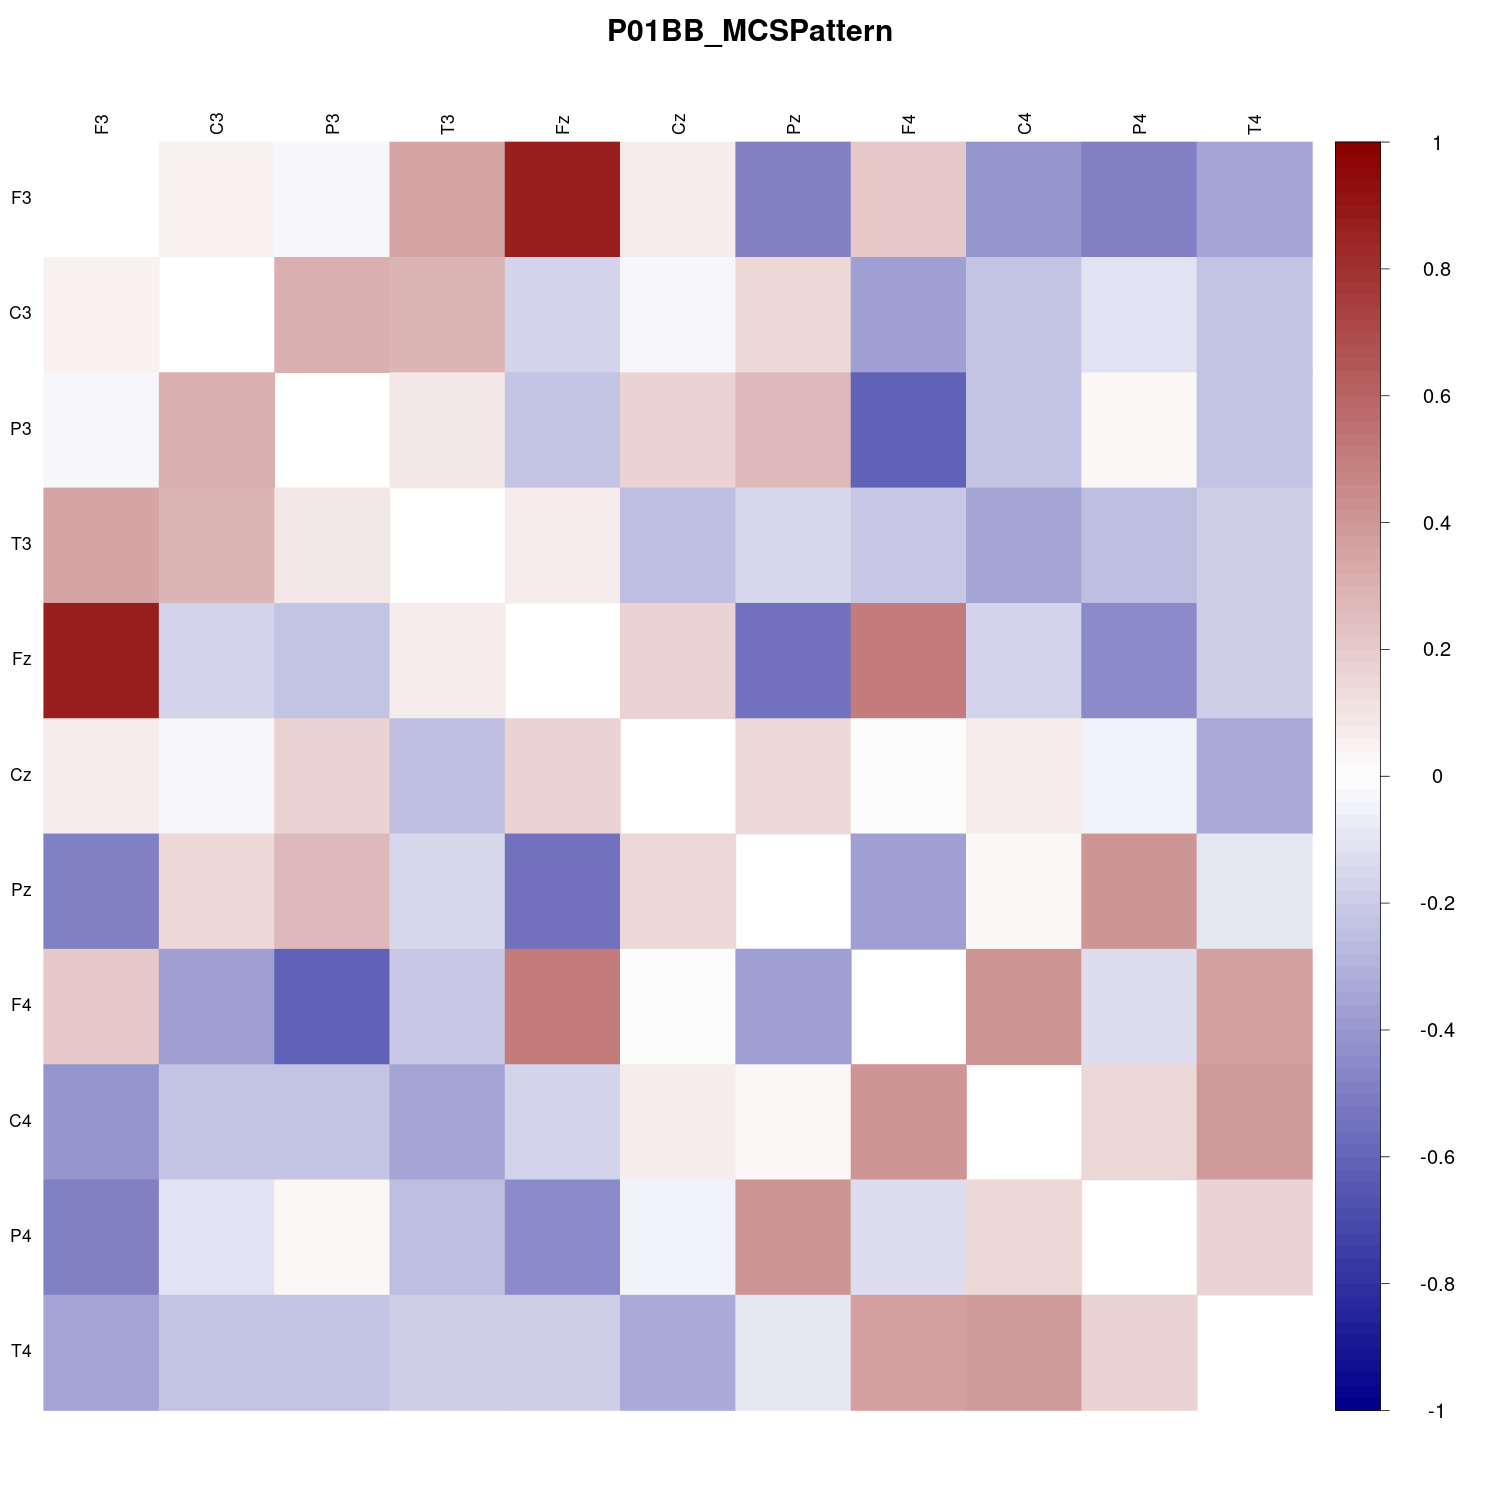 P01BB_MCSPattern
F3 C3 P3 T3 Fz Cz Pz F4 C4 P4 T4
F3
C3
P3
T3
Fz
Cz
Pz
F4
C4
P4
T4
1
0.8
0.6
0.4
0.2
0
-0.2
-0.4
-0.6
-0.8
-1